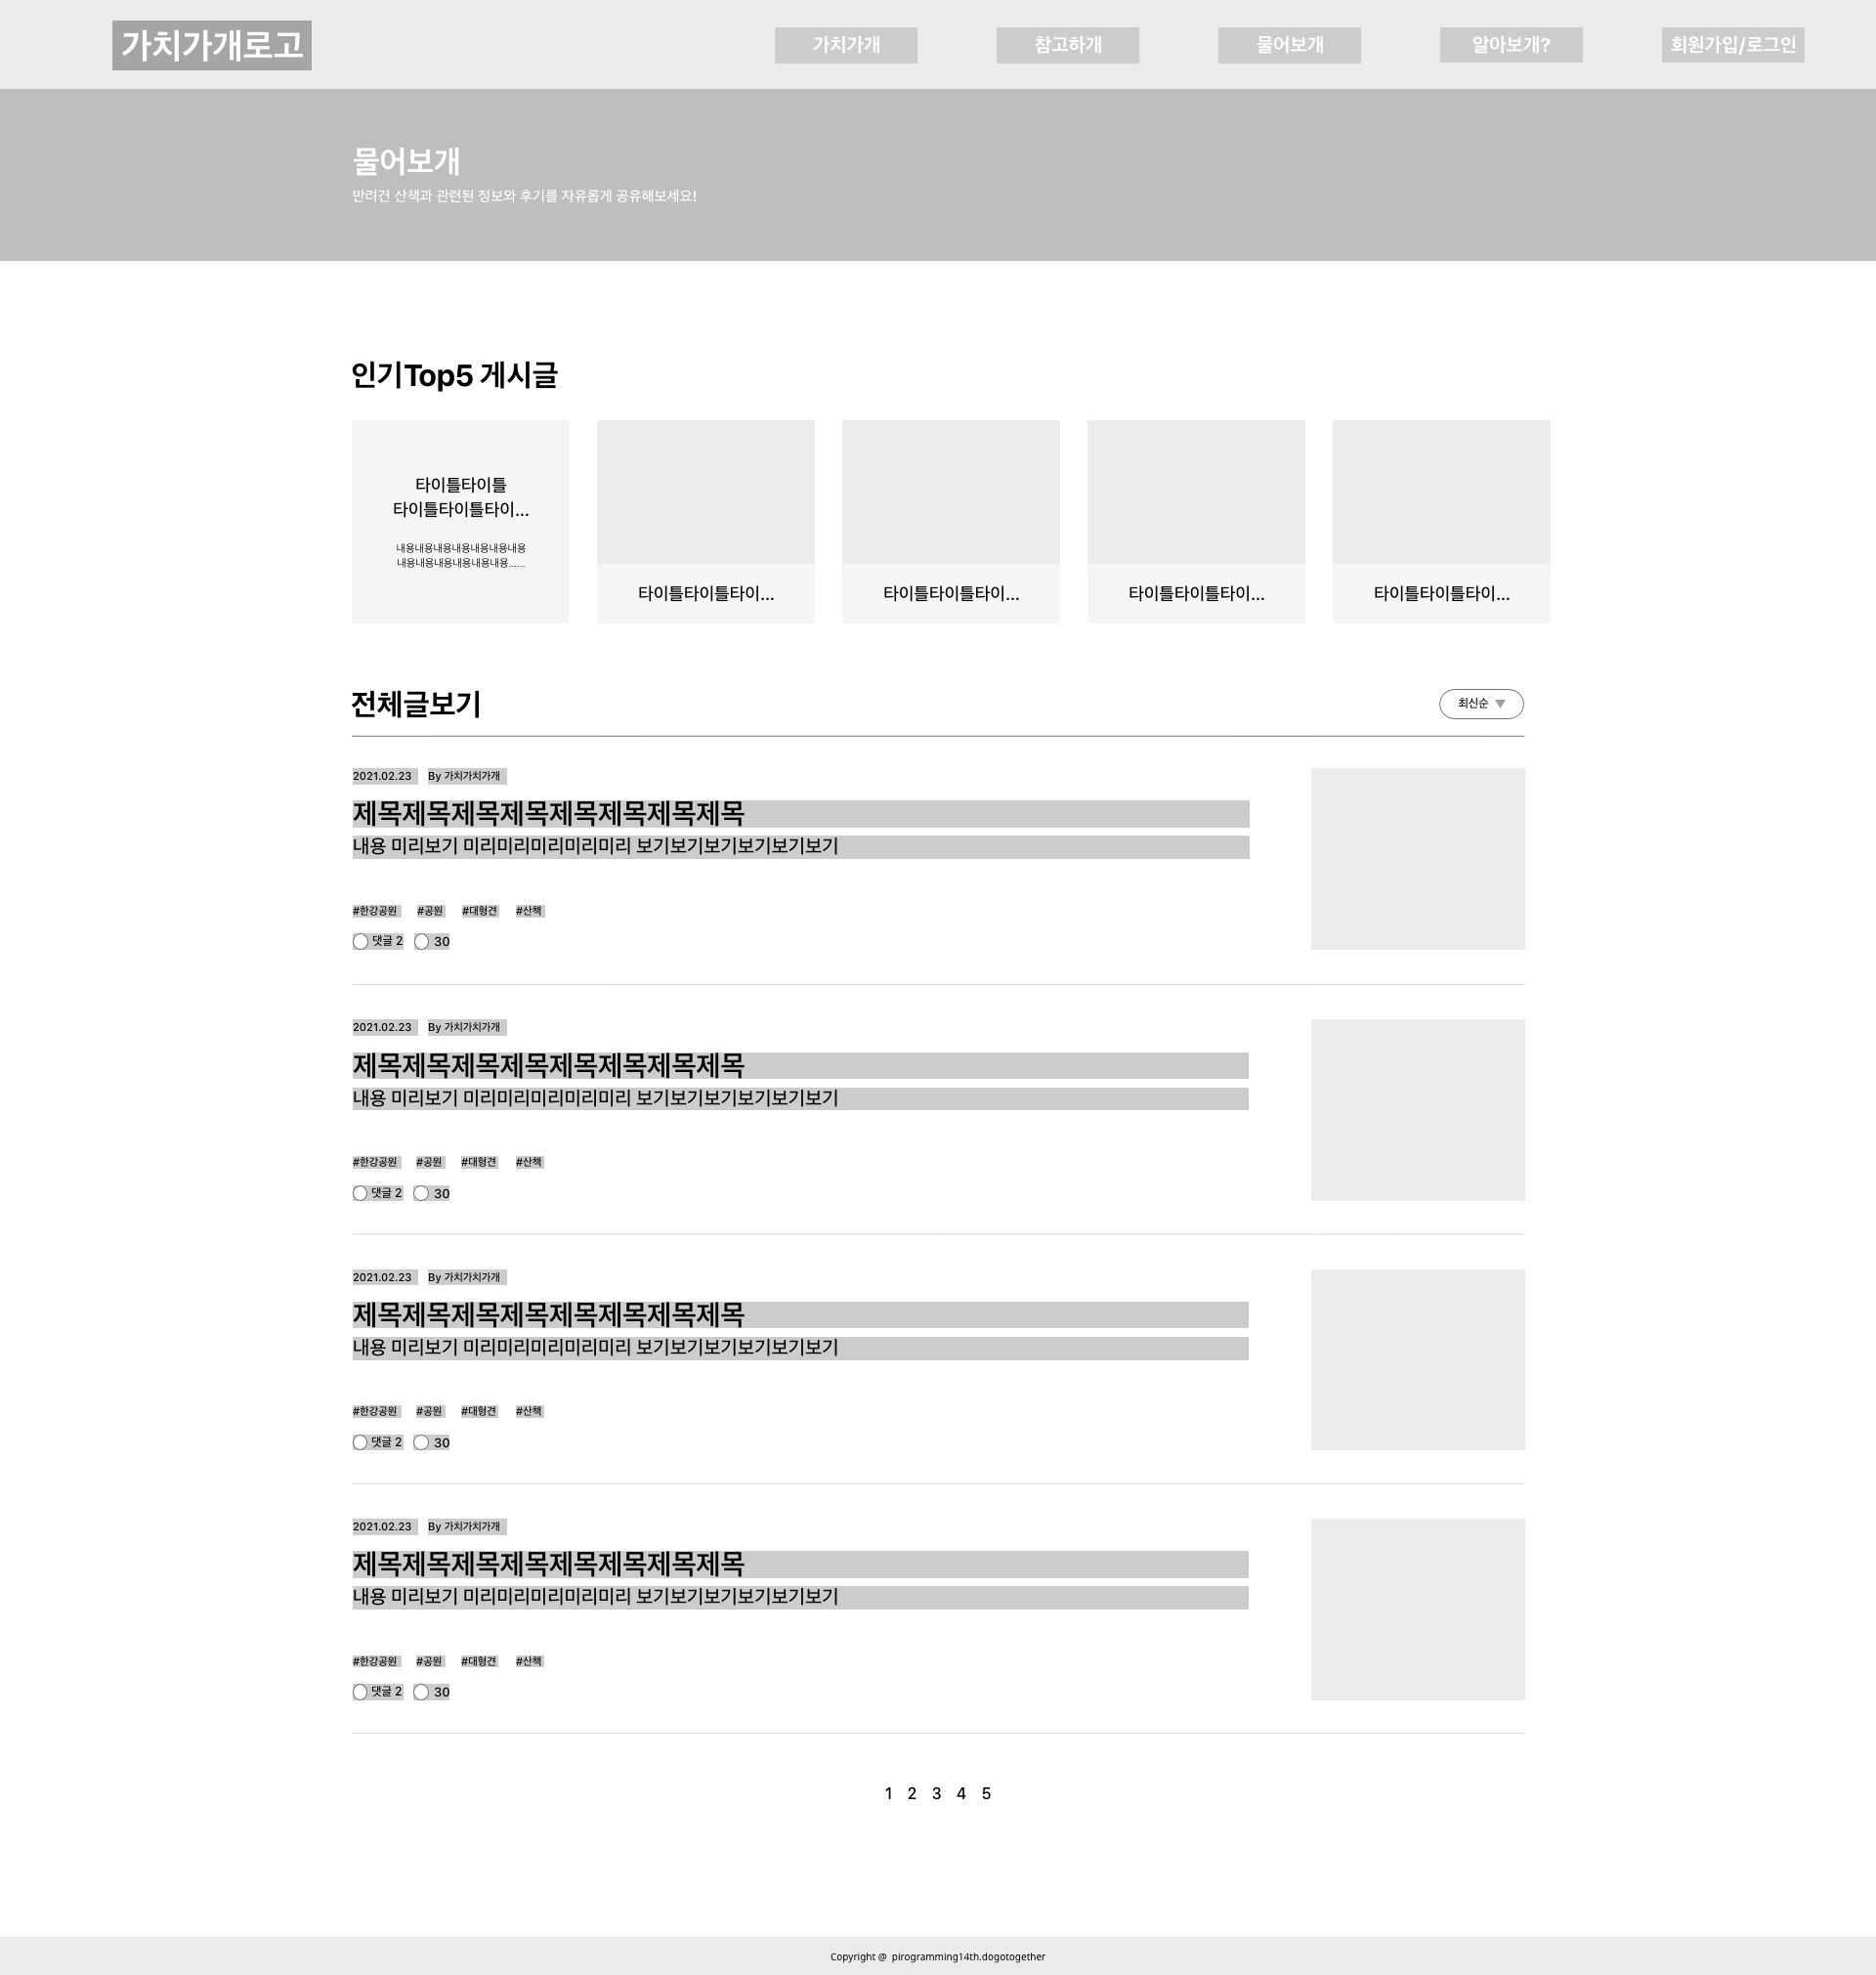 가치가개로고
가치가개
참고하개
물어보개
알아보개?
회원가입/로그인
물어보개
반려견 산책과 관련된 정보와 후기를 자유롭게 공유해보세요!
인기Top5 게시글
타이틀타이틀
타이틀타이틀타이...
내용내용내용내용내용내용내용
내용내용내용내용내용내용......
타이틀타이틀타이...
타이틀타이틀타이...
타이틀타이틀타이...
타이틀타이틀타이...
전체글보기
최신순 ▼
2021.02.23 By 가치가치가개
제목제목제목제목제목제목제목제목
내용 미리보기 미리미리미리미리미리 보기보기보기보기보기보기
#한강공원 #공원 #대형견 #산책
댓글 2 30
2021.02.23 By 가치가치가개
제목제목제목제목제목제목제목제목
내용 미리보기 미리미리미리미리미리 보기보기보기보기보기보기
#한강공원 #공원 #대형견 #산책
댓글 2 30
2021.02.23 By 가치가치가개
제목제목제목제목제목제목제목제목
내용 미리보기 미리미리미리미리미리 보기보기보기보기보기보기
#한강공원 #공원 #대형견 #산책
댓글 2 30
2021.02.23 By 가치가치가개
제목제목제목제목제목제목제목제목
내용 미리보기 미리미리미리미리미리 보기보기보기보기보기보기
#한강공원 #공원 #대형견 #산책
댓글 2 30
1 2 3 4 5
Copyright @ pirogramming14th.dogotogether